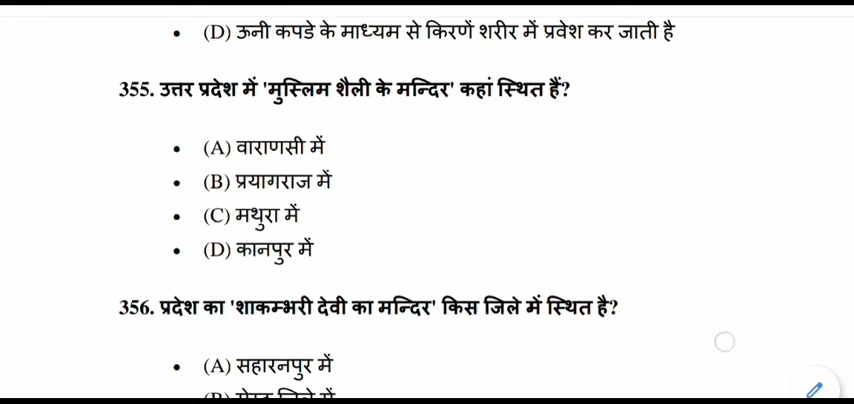 • (D) ऊनी कपडे के माध्यम से किरणें शरीर में प्रवेश कर जाती है
355. उत्तर प्रदेश में 'मुस्लिम शैली के मन्दिर' कहां स्थित हैं?
• (A) वाराणसी में
• (B) प्रयागराज में
• (C) मथुरा में
• (D) कानपुर में
356. प्रदेश का 'शाकम्भरी देवी का मन्दिर' किस जिले में स्थित है?
• (A) सहारनपुर में